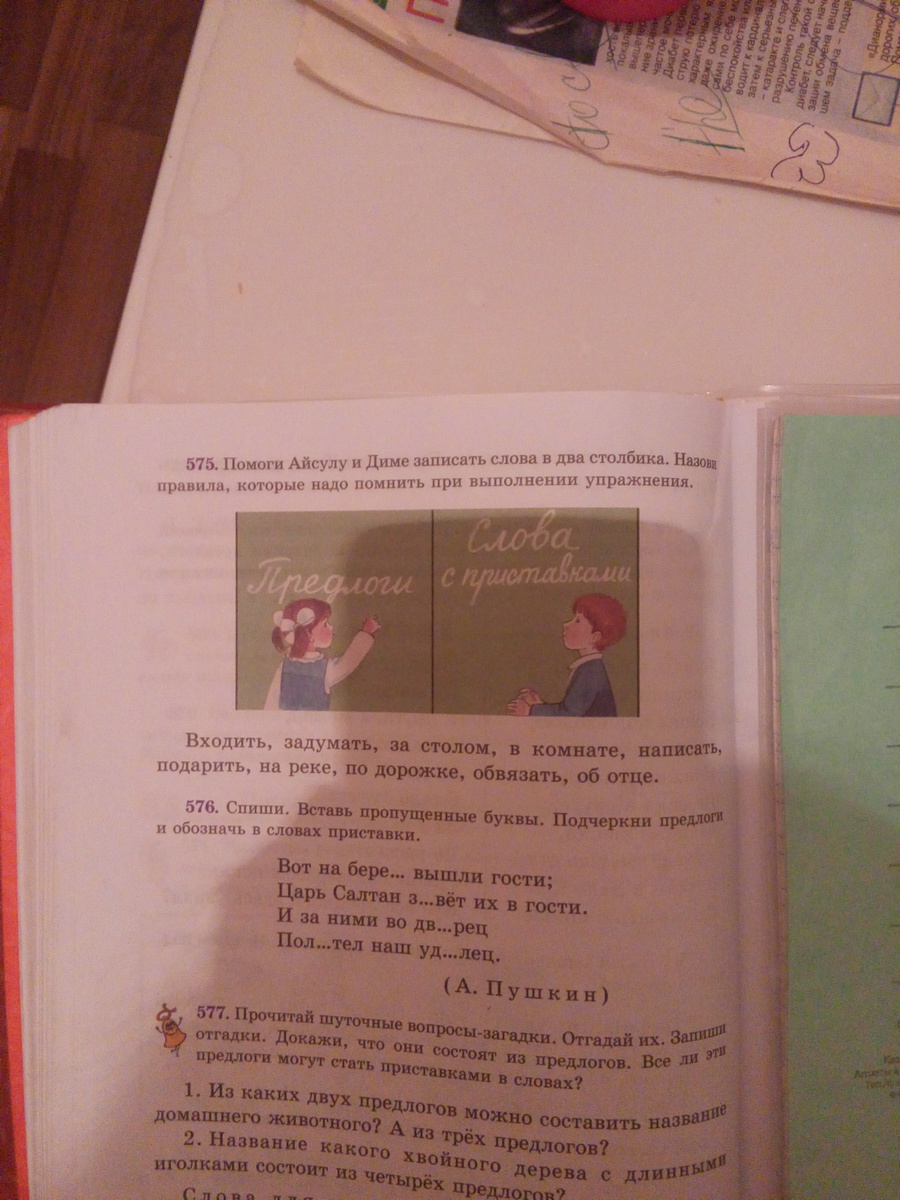 575. Помоги Айсулу и Диме записать слова в два столбика. Назови
правила, которые надо помнить при выполнении упражнения.
Предлоги
Слова
с приставками
Входить, задумать, за столом, в комнате, написать,
подарить, на реке, по дорожке, обвязать, об отце.
576. Спиши. Вставь пропущенные буквы. Подчеркни предлоги
и обозначь в словах приставки.
Вот на бере... вышли гости;
Царь Салтан з...вёт их в гости.
И за ними во дв...рец
Пол...тел наш уд...лец.
(А. Пушкин)
577. Прочитай шуточные вопросы-загадки. Отгадай их. Запиши
отгадки. Докажи, что они состоят из предлогов. Все ли эти
предлоги могут стать приставками в словах?
1. Из каких двух предлогов можно составить название
домашнего животного? А из трёх предлогов?
2. Название какого хвойного дерева с длинными
иголками состоит из четырёх предлогов?